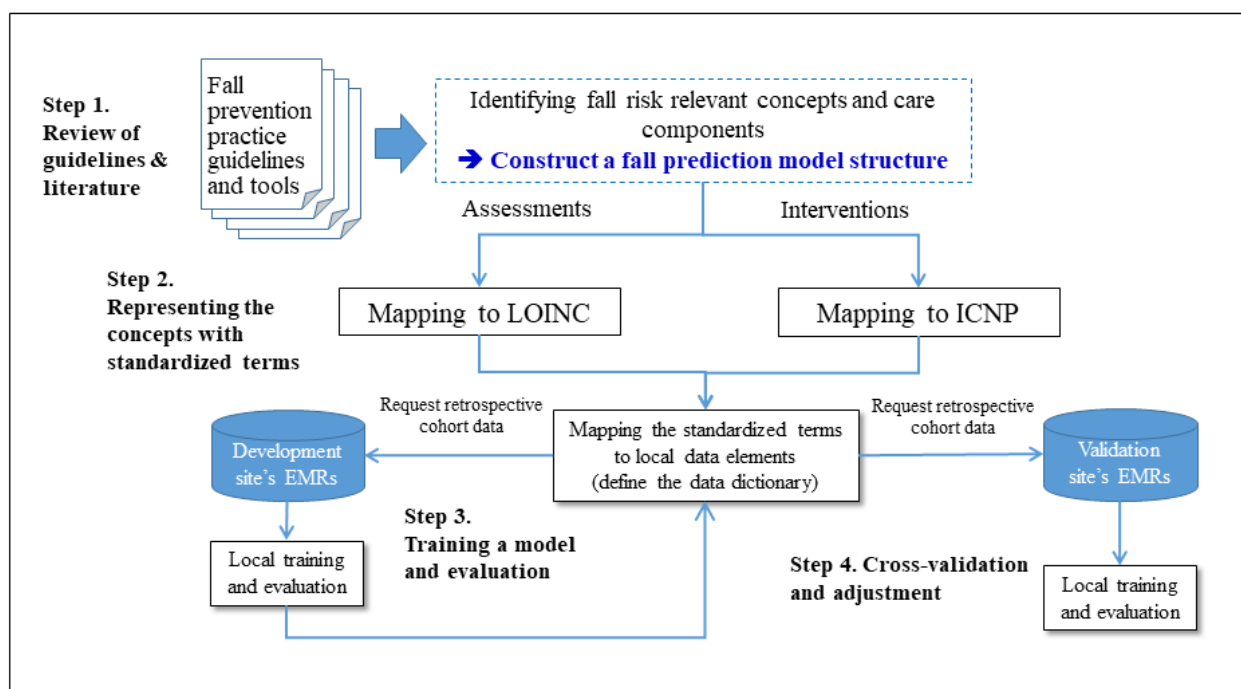 Step 1.
Review of
guidelines &
literature
Fall
prevention
practice
guidelines
and tools
Identifying fall risk relevant concepts and care
components
➔ Construct a fall prediction model structure
Assessments
Interventions
Step 2.
Representing the
concepts with
standardized terms
Mapping to LOINC
Mapping to ICNP
Request retrospective
cohort data
Mapping the standardized terms
to local data elements
(define the data dictionary)
Request retrospective
cohort data
Development
site's EMRs
Validation
site's EMRs
Step 3.
Training a model
and evaluation
Local training
and evaluation
Step 4. Cross-validation
and adjustment
Local training
and evaluation